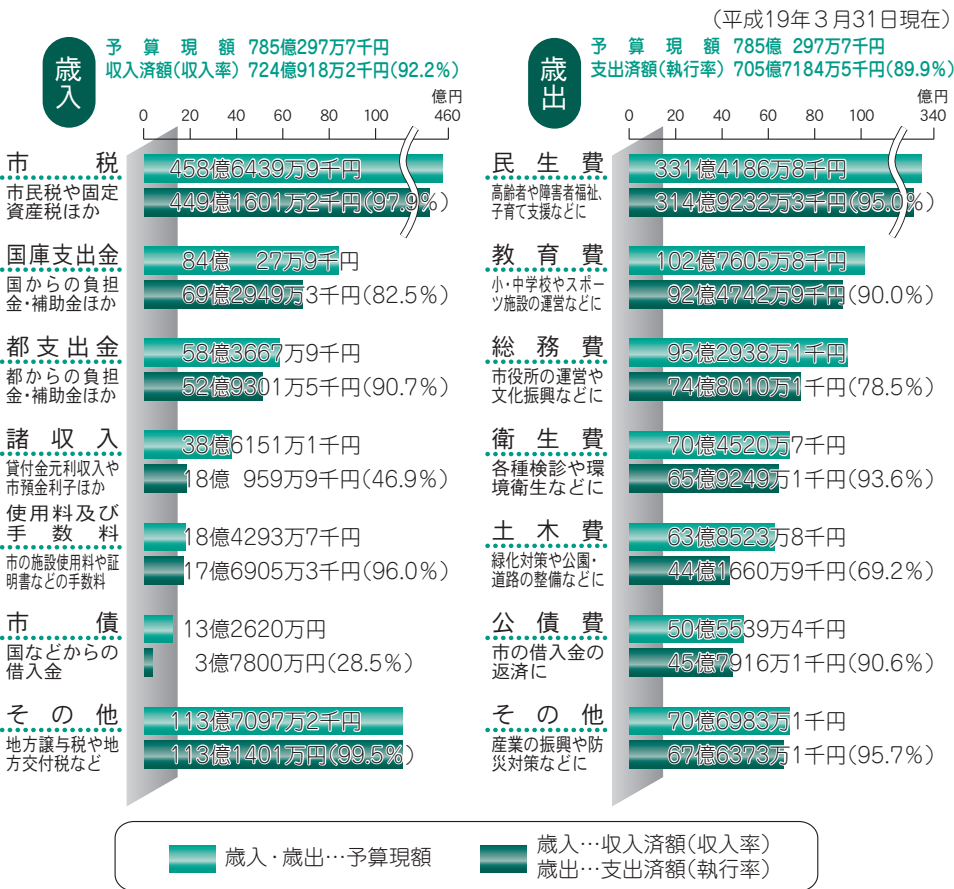 （平成19年３月31日現在）
歳入
予算現額 785億297万7千円
収入済額(収入率) 724億918万2千円(92.2%)
億円
0 20 40 60 80 100 460
市税
市民税や固定
資産税ほか
458億6439万9千円
449億1601万2千円(97.9%)
国庫支出金
国からの負担
金・補助金ほか
84億 27万9千円
69億2949万3千円(82.5%)
都支出金
都からの負担
金・補助金ほか
58億3667万9千円
52億9301万5千円(90.7%)
諸収入
貸付金元利収入や
市預金利子ほか
38億6151万1千円
18億 959万9千円(46.9%)
使用料及び
手数料
市の施設使用料や証
明書などの手数料
18億4293万7千円
17億6905万3千円(96.0%)
市債
国などからの
借入金
13億2620万円
3億7800万円(28.5%)
その他
地方譲与税や地
方交付税など
113億7097万2千円
113億1401万円(99.5%)
歳出
予算現額 785億 297万7千円
支出済額(執行率) 705億7184万5千円(89.9%)
億円
0 20 40 60 80 100 340
民生費
高齢者や障害者福祉、
子育て支援などに
331億4186万8千円
314億9232万3千円(95.0%)
教育費
小・中学校やスポー
ツ施設の運営などに
102億7605万8千円
92億4742万9千円(90.0%)
総務費
市役所の運営や
文化振興などに
95億2938万1千円
74億8010万1千円(78.5%)
衛生費
各種検診や環
境衛生などに
70億4520万7千円
65億9249万1千円(93.6%)
土木費
緑化対策や公園・
道路の整備などに
63億8523万8千円
44億1660万9千円(69.2%)
公債費
市の借入金の
返済に
50億5539万4千円
45億7916万1千円(90.6%)
その他
産業の振興や防
災対策などに
70億6983万1千円
67億6373万1千円(95.7%)
歳入・歳出…予算現額
歳入…収入済額(収入率)
歳出…支出済額(執行率)